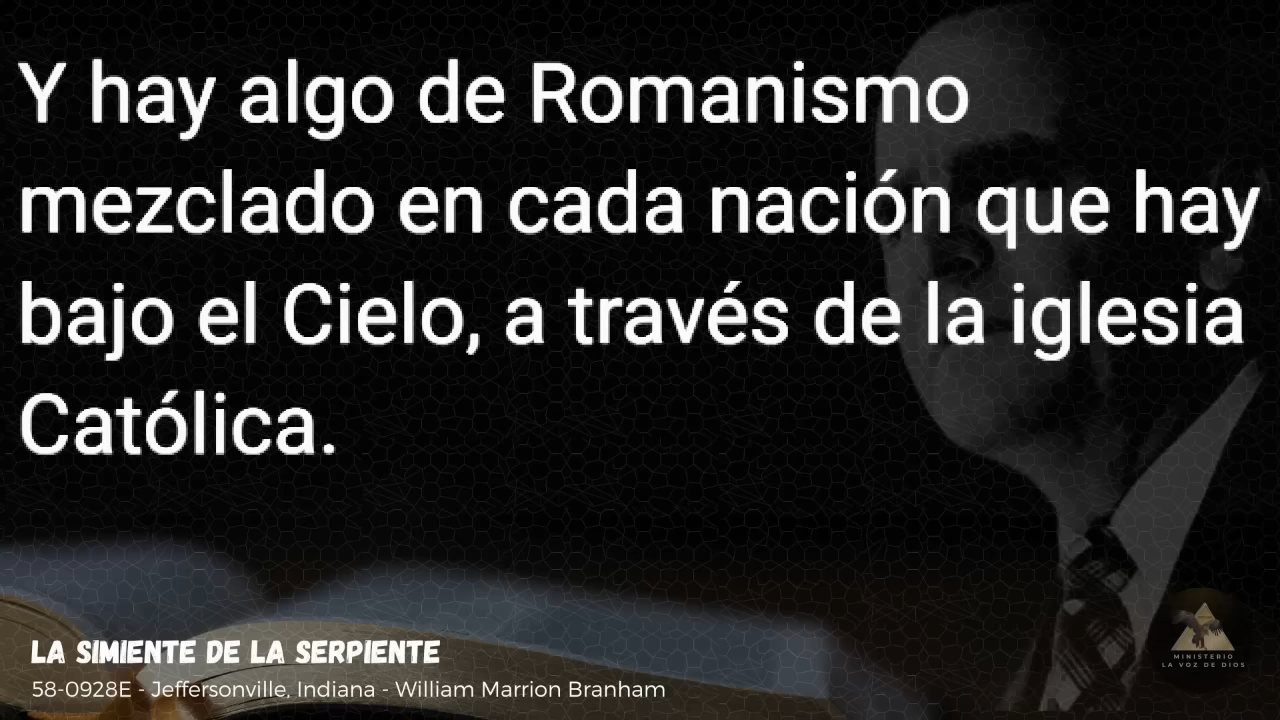 Y hay algo de Romanismo
mezclado en cada nación que hay
bajo el Cielo, a través de la iglesia
Católica.
LA SIMIENTE DE LA SERPIENTE
58-0928E - Jeffersonville, Indiana - William Marrion Branham
MINISTERIO
LA VOZ DE DIOS